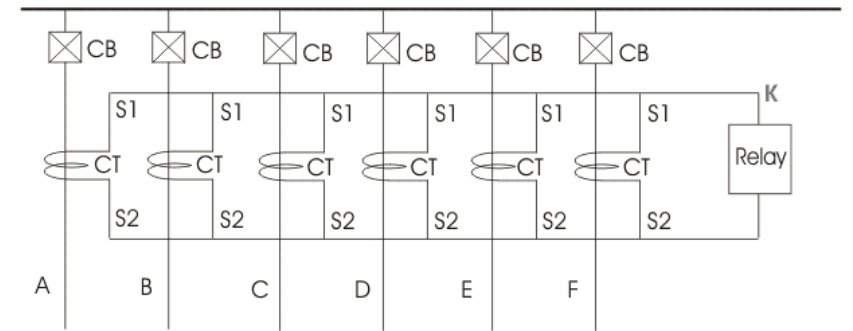 CB CB CB CB CB CB
K
S1 S1 S1 S1 S1 S1
CT CT CT CT CT CT Relay
S2 S2 S2 S2 S2 S2
A B C D E F